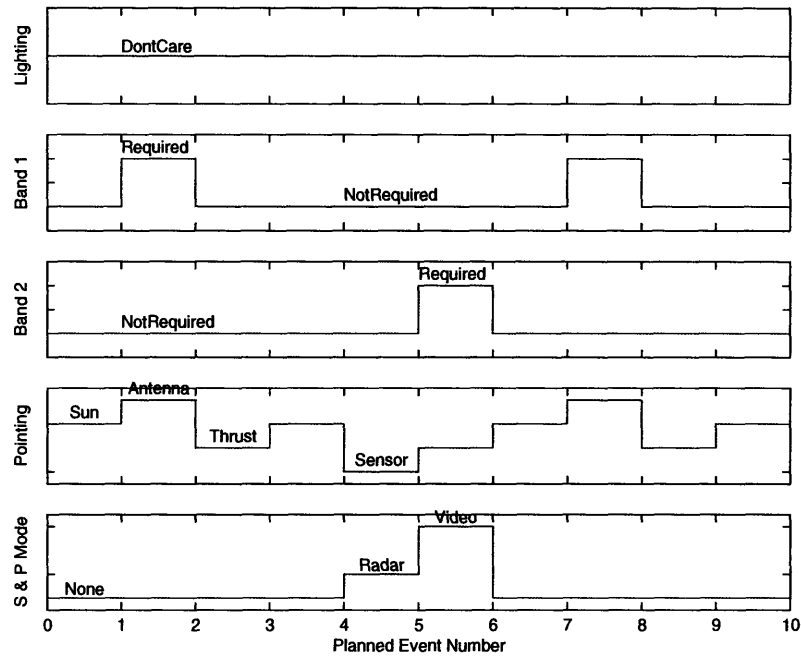 Lighting
DontCare
Band 1
Required
NotRequired
Band 2
Required
NotRequired
Pointing
Sun
Antenna
Thrust
Sensor
S & P Mode
None
Radar
Video
0 1 2 3 4 5 6 7 8 9 10
Planned Event Number